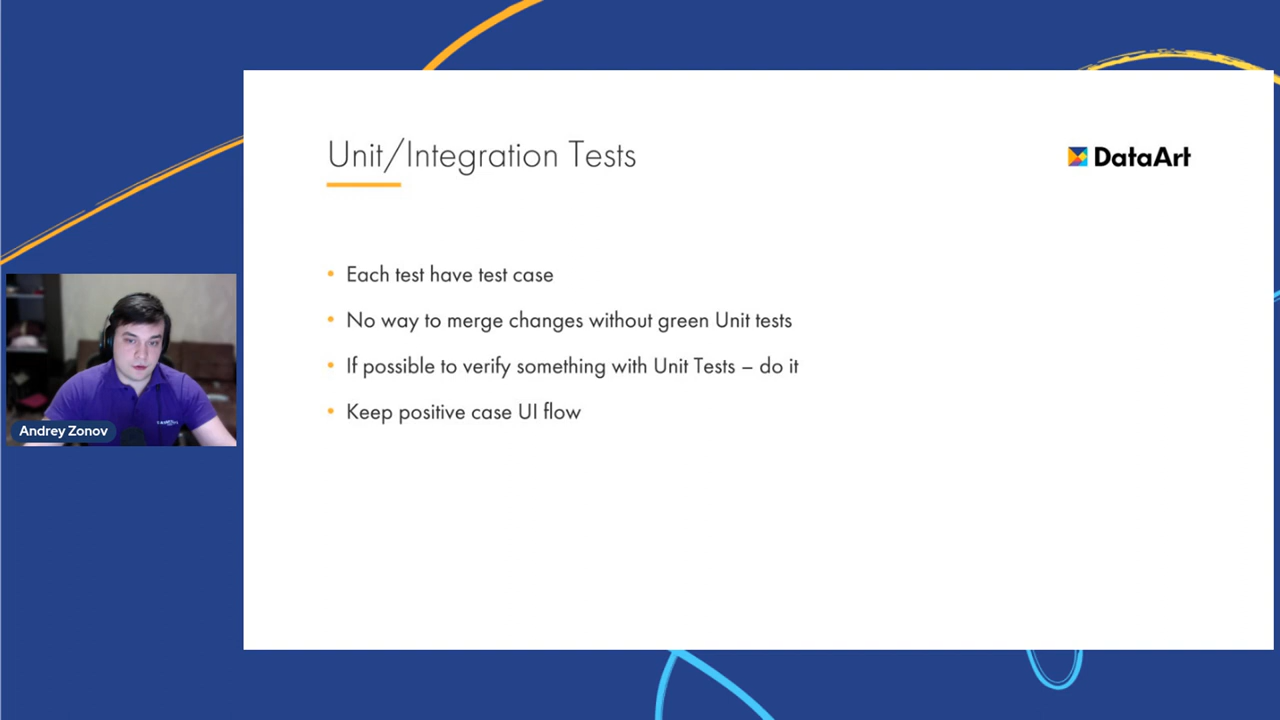 Unit/Integration Tests
DataArt
• Each test have test case
• No way to merge changes without green Unit tests
• If possible to verify something with Unit Tests – do it
• Keep positive case UI flow
Andrey Zonov